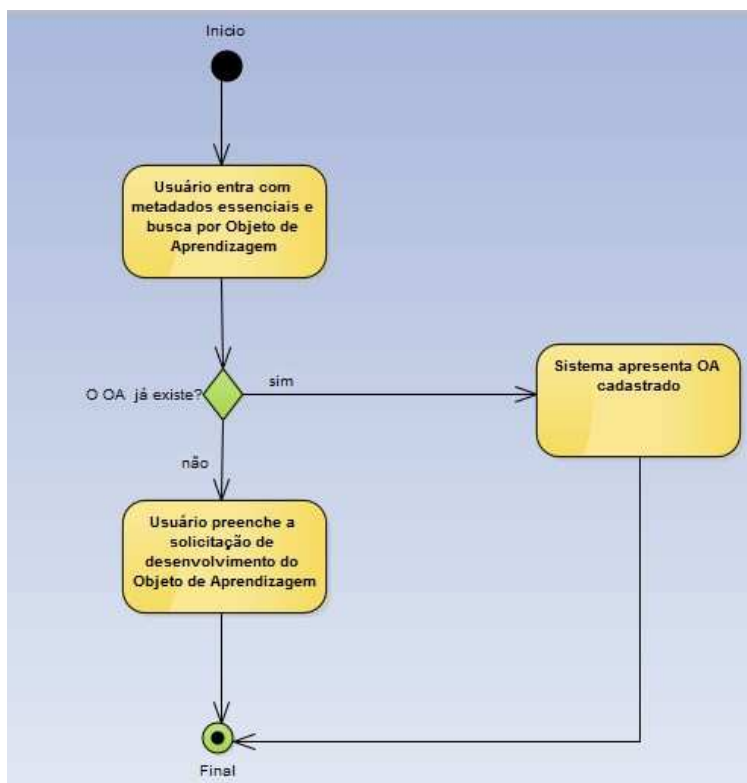 Inicio
Usuário entra com
metadados essenciais e
busca por Objeto de
Aprendizagem
O OA já existe?
sim
Sistema apresenta OA
cadastrado
não
Usuário preenche a
solicitação de
desenvolvimento do
Objeto de Aprendizagem
Final